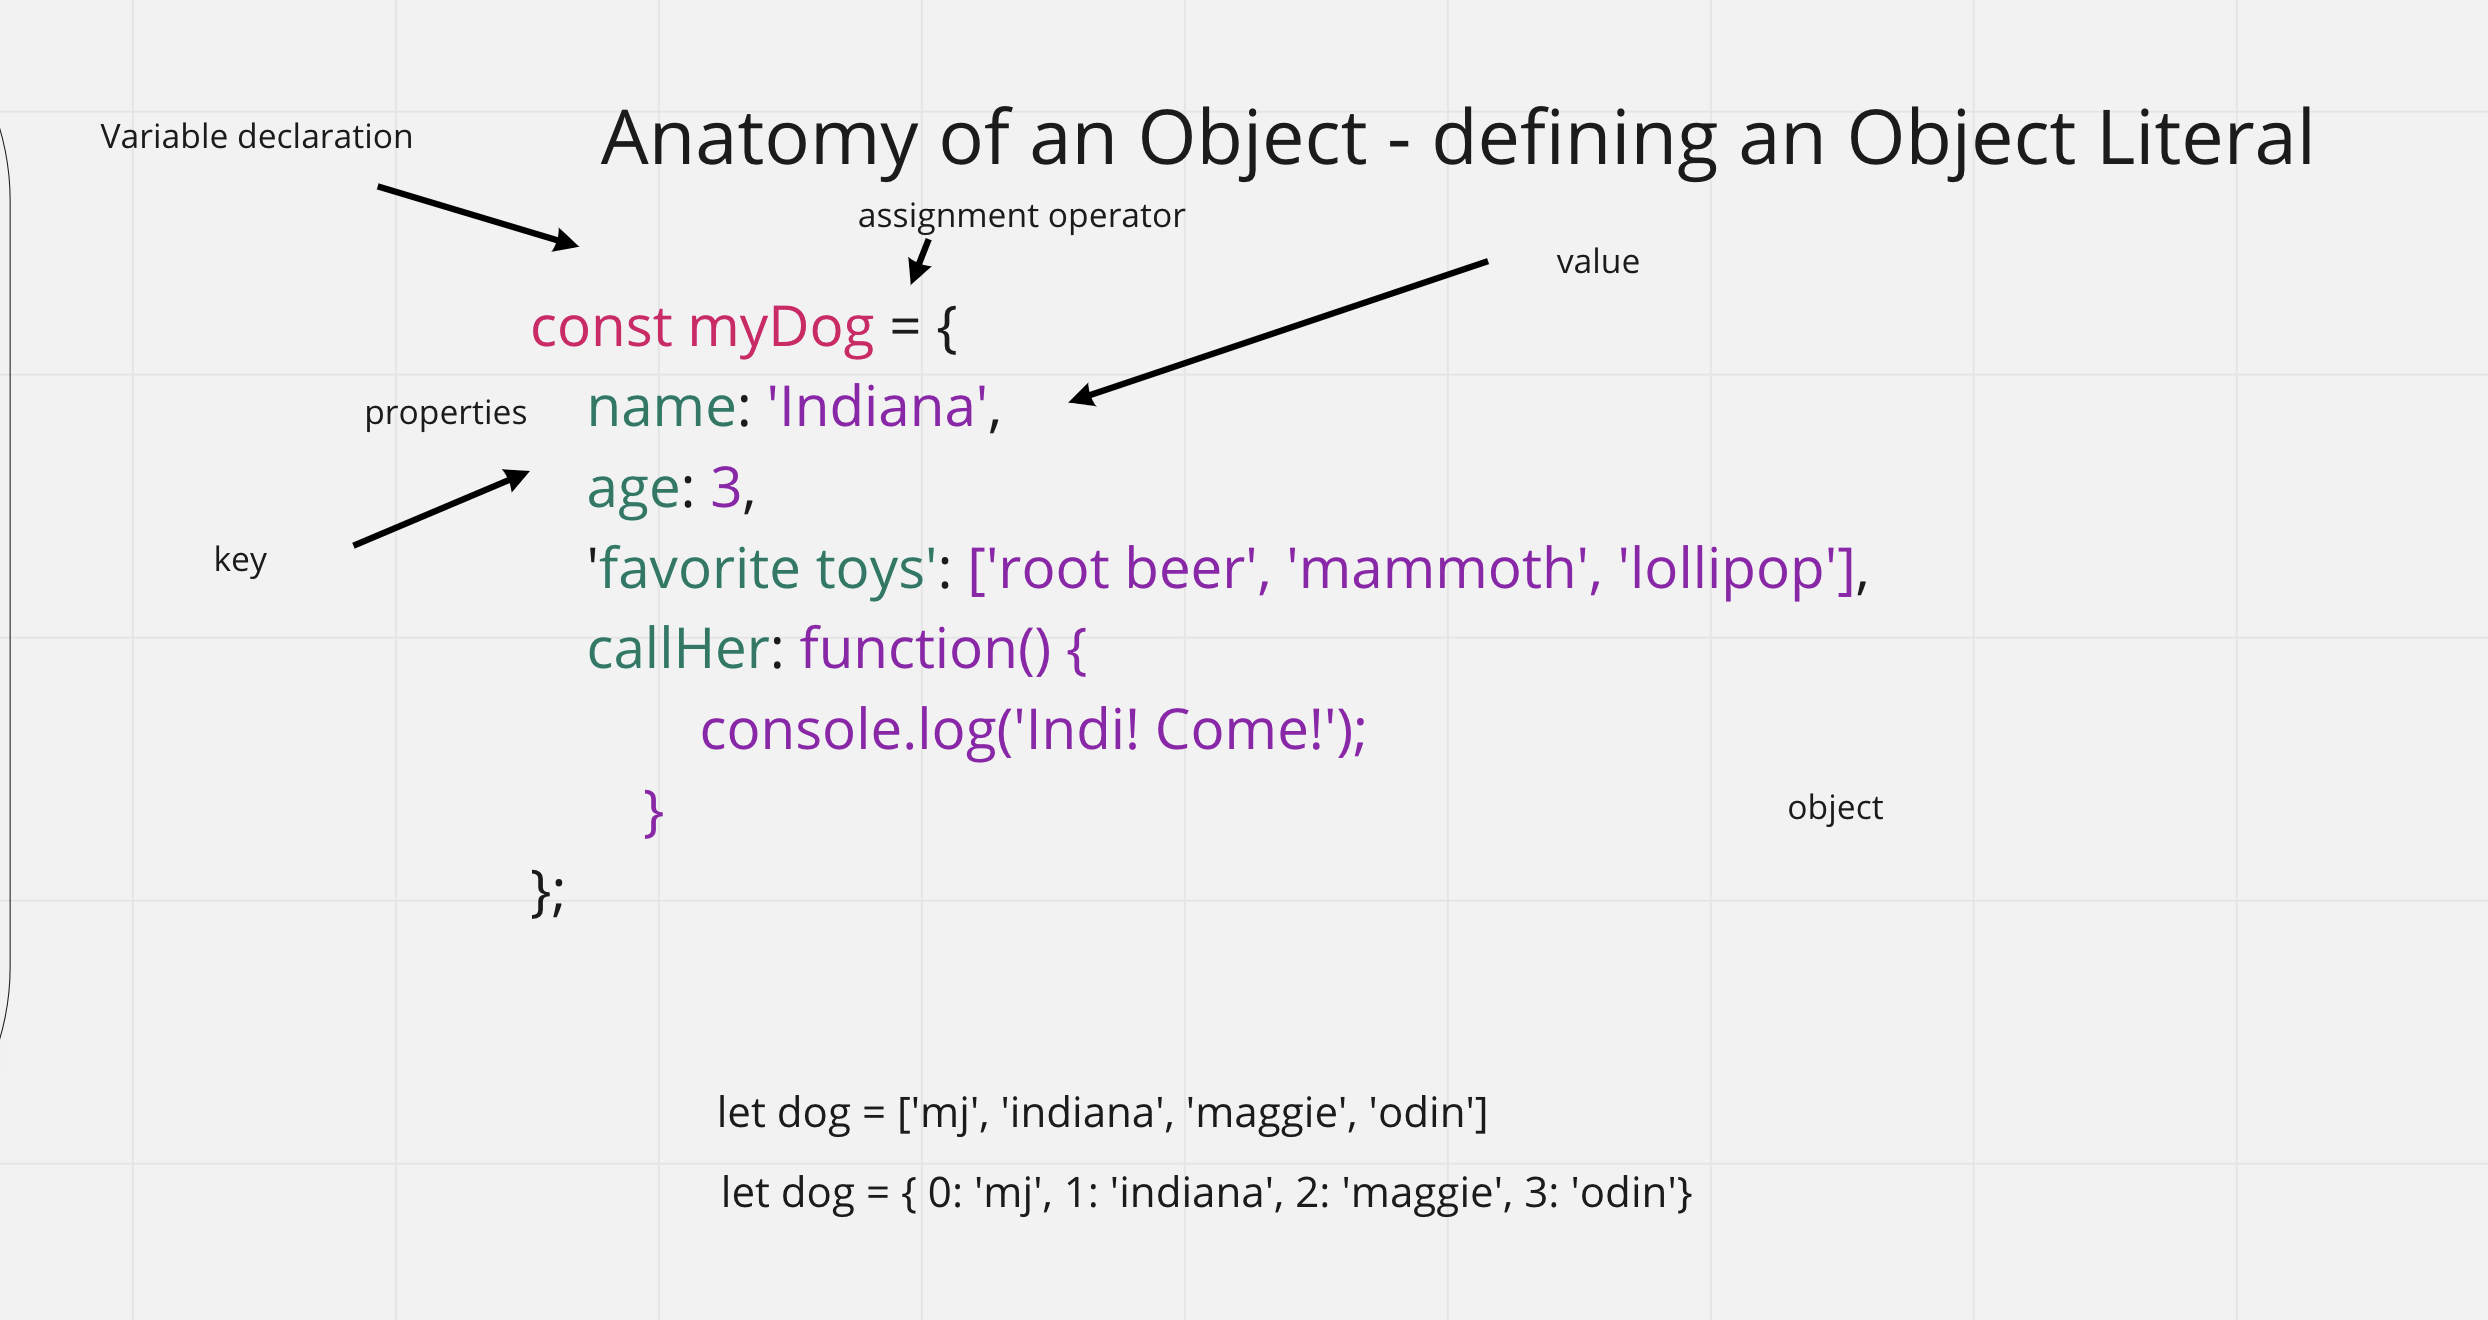 Variable declaration
Anatomy of an Object - defining an Object Literal
assignment operator
value
const myDog = {
properties
name: 'Indiana',
age: 3,
key
'favorite toys': ['root beer', 'mammoth', 'lollipop'],
callHer: function() {
console.log('Indi! Come!');
}
object
};
let dog = ['mj', 'indiana', 'maggie', 'odin']
let dog = { 0: 'mj', 1: 'indiana', 2: 'maggie', 3: 'odin'}